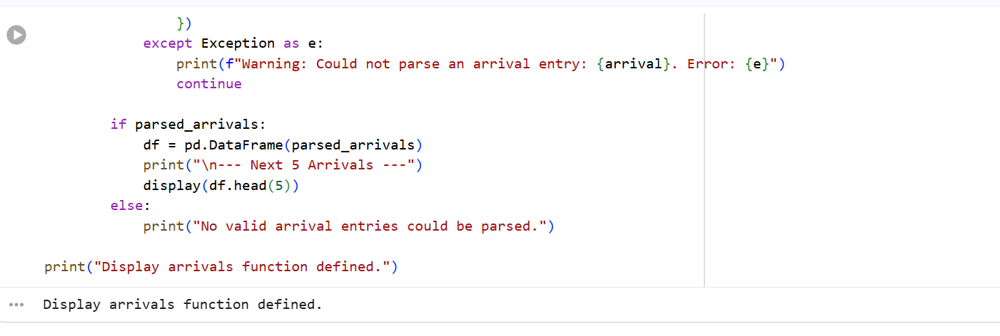 })
except Exception as e:
print(f"Warning: Could not parse an arrival entry: {arrival}. Error: {e}")
continue
if parsed_arrivals:
df = pd.DataFrame(parsed_arrivals)
print("\n--- Next 5 Arrivals ---")
display(df.head(5))
else:
print("No valid arrival entries could be parsed.")
print("Display arrivals function defined.")
Display arrivals function defined.